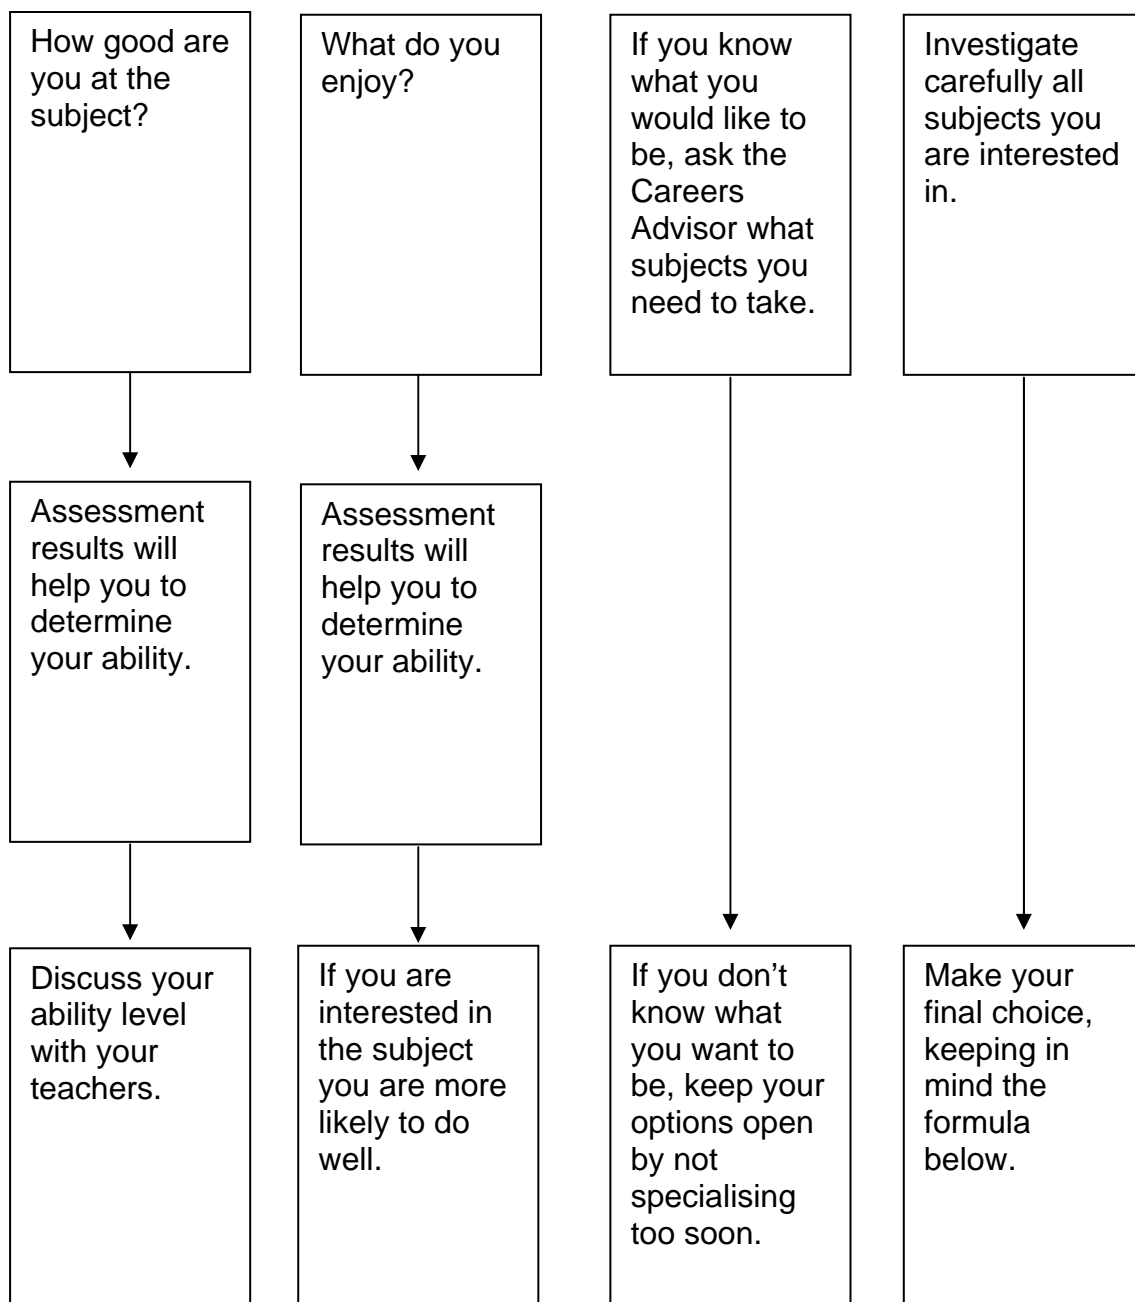 How good are
you at the
subject?
What do you
enjoy?
If you know
what you
would like to
be, ask the
Careers
Advisor what
subjects you
need to take.
Investigate
carefully all
subjects you
are interested
in.
Assessment
results will
help you to
determine
your ability.
Assessment
results will
help you to
determine
your ability.
Discuss your
ability level
with your
teachers.
If you are
interested in
the subject
you are more
likely to do
well.
If you don’t
know what
you want to
be, keep your
options open
by not
specialising
too soon.
Make your
final choice,
keeping in
mind the
formula
below.